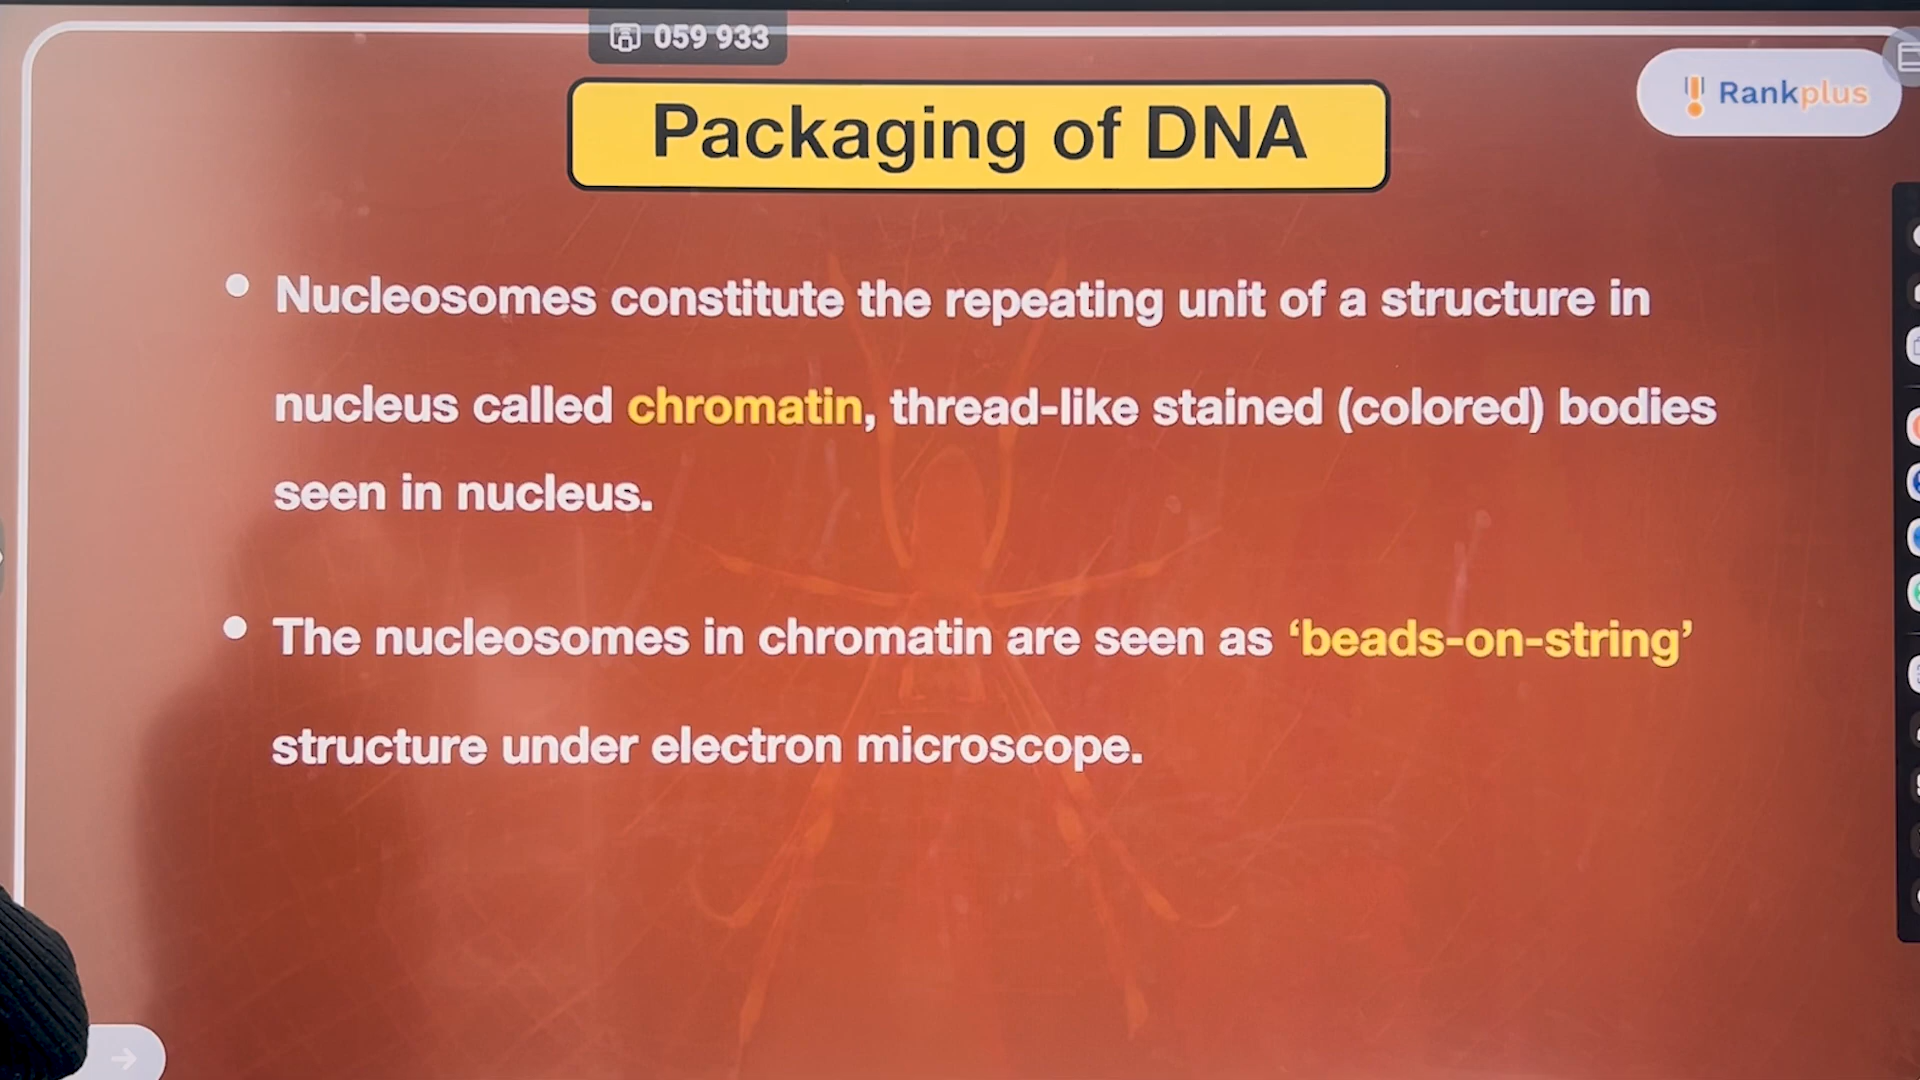 059 933
Rankplus
Packaging of DNA
• Nucleosomes constitute the repeating unit of a structure in
nucleus called chromatin, thread-like stained (colored) bodies
seen in nucleus.
• The nucleosomes in chromatin are seen as ‘beads-on-string’
structure under electron microscope.